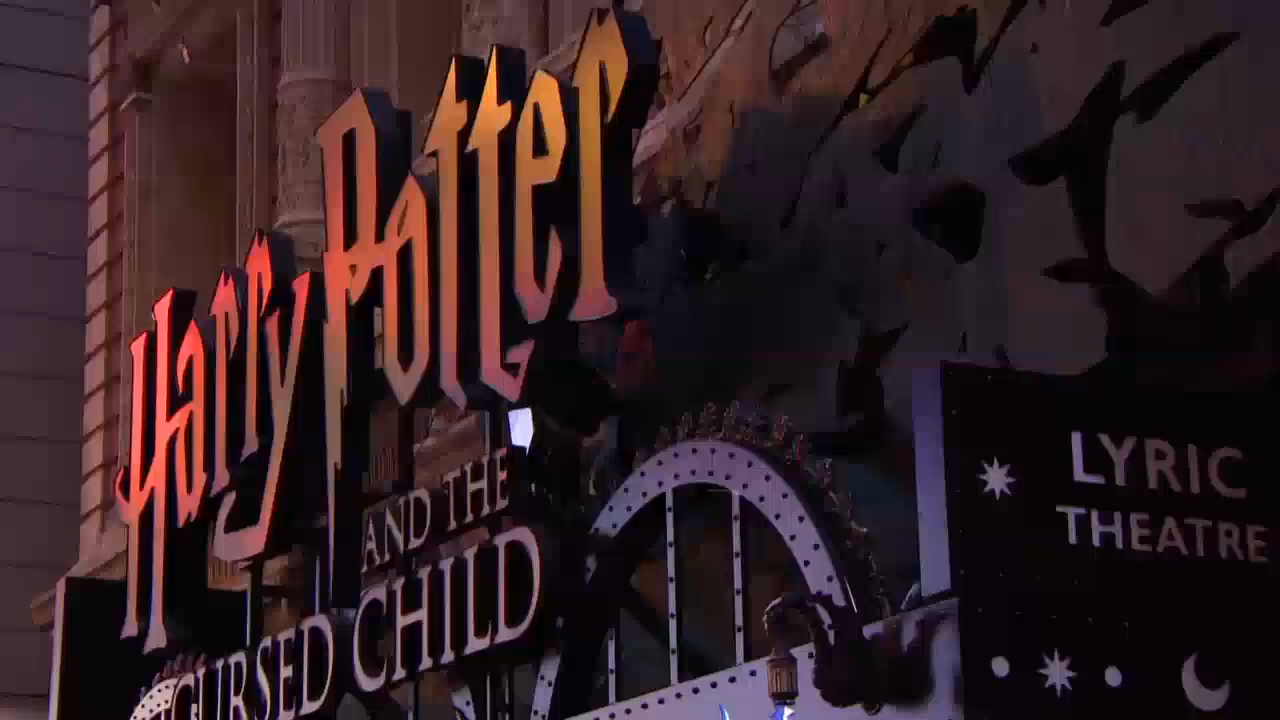 Harry Potter
AND THE
CURSED CHILD
LYRIC
THEATRE